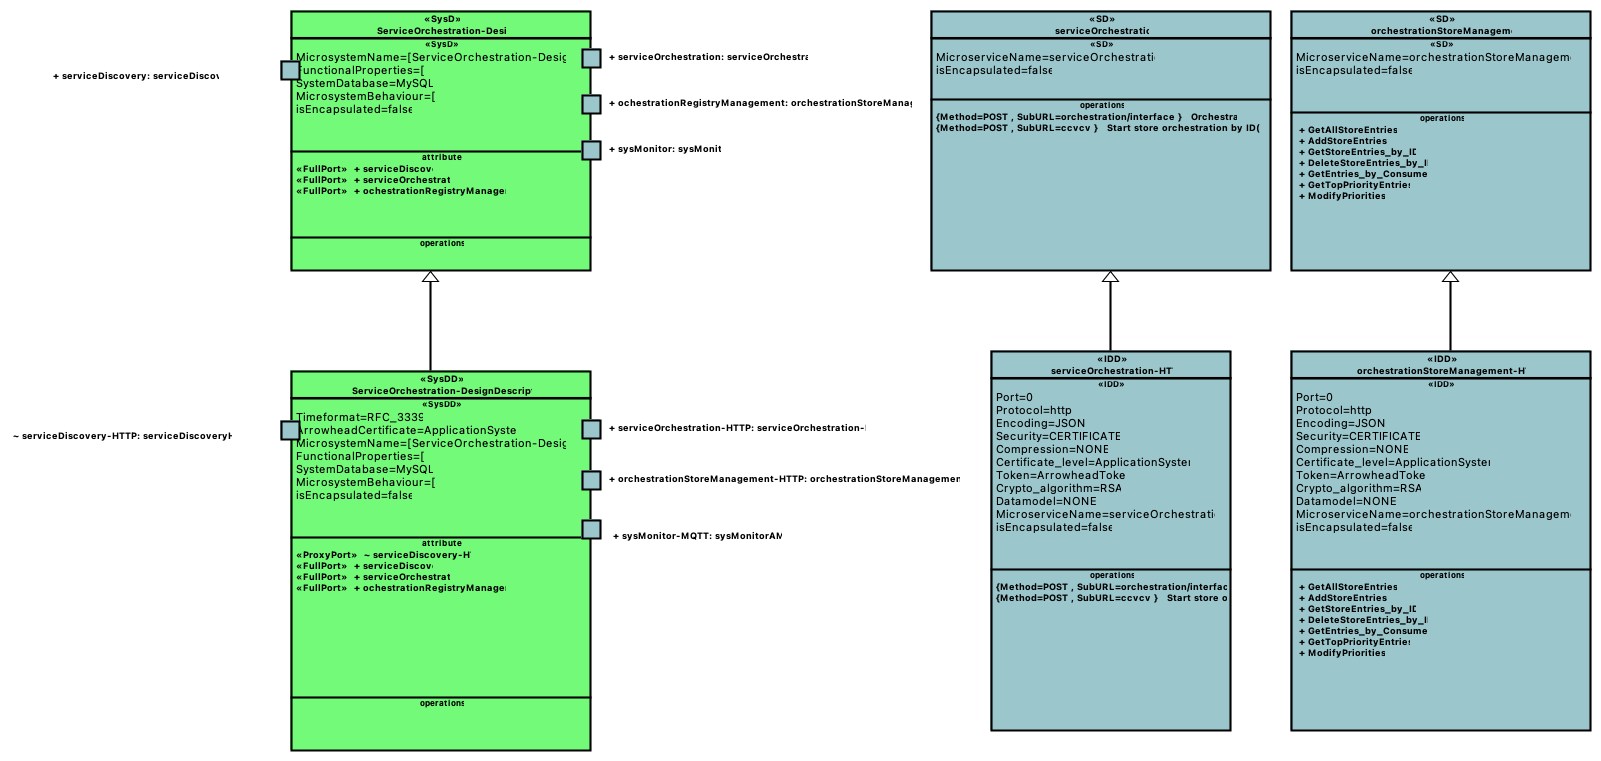 «SysD»
ServiceOrchestration-Desi
«SysD»
MicrosystemName=[ServiceOrchestration-Desig
FunctionalProperties=[
SystemDatabase=MySQL
MicrosystemBehaviour=[
isEncapsulated=false
attribute
«FullPort» + serviceDiscov
«FullPort» + serviceOrchestrat
«FullPort» + ochestrationRegistryManage
operations
+ serviceDiscovery: serviceDiscov
+ serviceOrchestration: serviceOrchestra
+ ochestrationRegistryManagement: orchestrationStoreManag
+ sysMonitor: sysMonit
«SD»
serviceOrchestratic
«SD»
MicroserviceName=serviceOrchestrati
isEncapsulated=false
operations
{Method=POST , SubURL=orchestration/interface } Orchestra
{Method=POST , SubURL=ccvcv } Start store orchestration by ID(
«SD»
orchestrationStoreManagem
«SD»
MicroserviceName=orchestrationStoreManagem
isEncapsulated=false
operations
+ GetAllStoreEntries
+ AddStoreEntries
+ GetStoreEntries_by_ID
+ DeleteStoreEntries_by_I
+ GetEntries_by_Consume
+ GetTopPriorityEntries
+ ModifyPriorities
«SysDD»
ServiceOrchestration-DesignDescript
«SysDD»
Timeformat=RFC_3339
ArrowheadCertificate=ApplicationSyste
MicrosystemName=[ServiceOrchestration-Desig
FunctionalProperties=[
SystemDatabase=MySQL
MicrosystemBehaviour=[
isEncapsulated=false
attribute
«ProxyPort» ~ serviceDiscovery-HT
«FullPort» + serviceDiscov
«FullPort» + serviceOrchestrat
«FullPort» + ochestrationRegistryManage
operations
~ serviceDiscovery-HTTP: serviceDiscoveryH
+ serviceOrchestration-HTTP: serviceOrchestration-
+ orchestrationStoreManagement-HTTP: orchestrationStoreManagemen
+ sysMonitor-MQTT: sysMonitorAM
«IDD»
serviceOrchestration-HT
«IDD»
Port=0
Protocol=http
Encoding=JSON
Security=CERTIFICATE
Compression=NONE
Certificate_level=ApplicationSystem
Token=ArrowheadToke
Crypto_algorithm=RSA
Datamodel=NONE
MicroserviceName=serviceOrchestrati
isEncapsulated=false
operations
{Method=POST , SubURL=orchestration/interfac
{Method=POST , SubURL=ccvcv } Start store o
«IDD»
orchestrationStoreManagement-HT
«IDD»
Port=0
Protocol=http
Encoding=JSON
Security=CERTIFICATE
Compression=NONE
Certificate_level=ApplicationSystem
Token=ArrowheadToke
Crypto_algorithm=RSA
Datamodel=NONE
MicroserviceName=orchestrationStoreManagem
isEncapsulated=false
operations
+ GetAllStoreEntries
+ AddStoreEntries
+ GetStoreEntries_by_ID
+ DeleteStoreEntries_by_I
+ GetEntries_by_Consume
+ GetTopPriorityEntries
+ ModifyPriorities